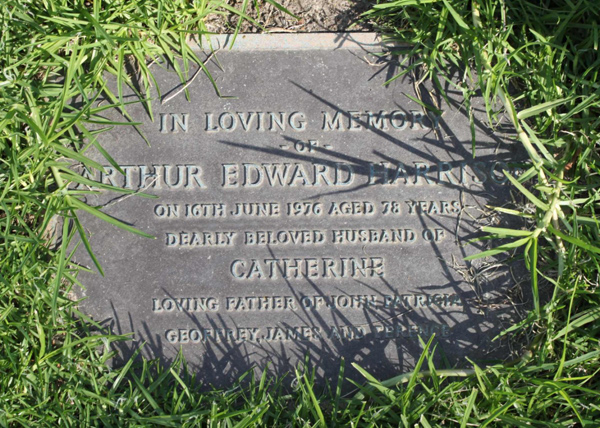 IN LOVING MEMORY
- OF -
ARTHUR EDWARD
ON 16TH JUNE 1976 AGED 78 YEARS
DEARLY BELOVED HUSBAND OF
CATHERINE
LOVING FATHER OF JOHN, PATRICIA,
GEOFFREY, JAMES AND